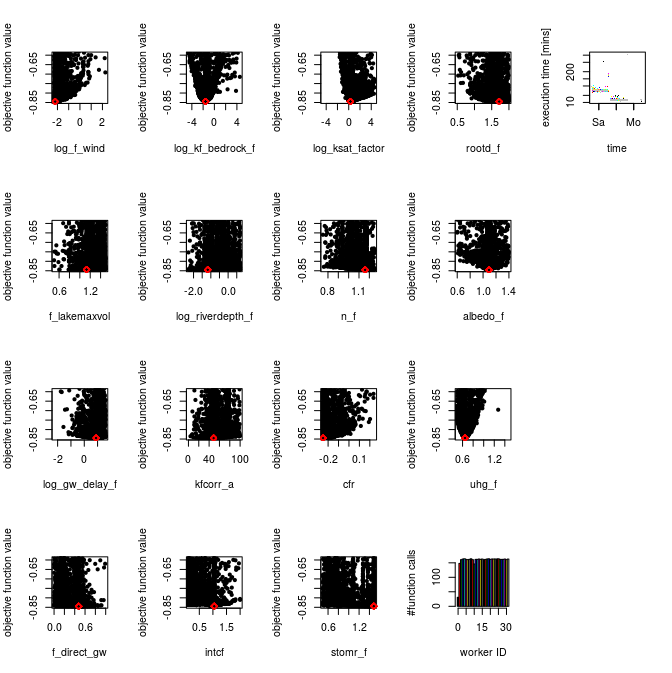 objective function value
-0.85 -0.65
-2 0 2
log_f_wind
objective function value
-0.85 -0.65
-4 0 4
log_kf_bedrock_f
objective function value
-0.85 -0.65
-4 0 4
log_ksat_factor
objective function value
-0.85 -0.65
0.5 1.5
rootd_f
execution time [mins]
10 200
Sa Mo
time
objective function value
-0.85 -0.65
0.6 1.2
f_lakemaxvol
objective function value
-0.85 -0.65
-2.0 0.0
log_riverdepth_f
objective function value
-0.85 -0.65
0.8 1.1
n_f
objective function value
-0.85 -0.65
0.6 1.0 1.4
albedo_f
objective function value
-0.85 -0.65
-2 0
log_gw_delay_f
objective function value
-0.85 -0.65
0 40 100
kfcorr_a
objective function value
-0.85 -0.65
-0.2 0.1
cfr
objective function value
-0.85 -0.65
0.6 1.2
uhg_f
objective function value
-0.85 -0.65
0.0 0.6
f_direct_gw
objective function value
-0.85 -0.65
0.5 1.5
intcf
objective function value
-0.85 -0.65
0.6 1.2
stomr_f
#function calls
0 100
0 15 30
worker ID